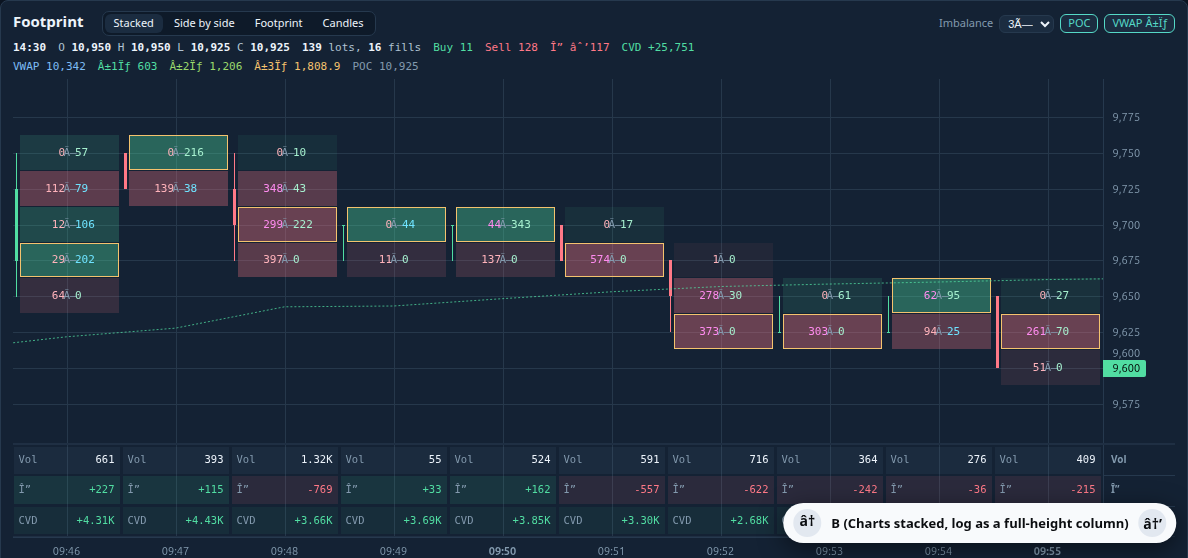 Footprint Stacked Side by side Footprint Candles Imbalance 3Ã— POC VWAP Â±Ïƒ
14:30 O 10,950 H 10,950 L 10,925 C 10,925 139 lots, 16 fills Buy 11 Sell 128 Î” âˆ’117 CVD +25,751
VWAP 10,342 Â±1Ïƒ 603 Â±2Ïƒ 1,206 Â±3Ïƒ 1,808.9 POC 10,925
9,775
0Ã—57 0Ã—216 0Ã—10 9,750
112Ã—79 139Ã—38 348Ã—43 9,725
12Ã—106 299Ã—222 0Ã—44 44Ã—343 0Ã—17 9,700
29Ã—202 397Ã—0 11Ã—0 137Ã—0 574Ã—0 1Ã—0 9,675
64Ã—0 278Ã—30 0Ã—61 62Ã—95 0Ã—27 9,650
373Ã—0 303Ã—0 94Ã—25 261Ã—70 9,625
9,600
51Ã—0 9,600
9,575
Vol 661 Vol 393 Vol 1.32K Vol 55 Vol 524 Vol 591 Vol 716 Vol 364 Vol 276 Vol 409 Vol
Î” +227 Î” +115 Î” -769 Î” +33 Î” +162 Î” -557 Î” -622 Î” -242 Î” -36 Î” -215 Î”
CVD +4.31K CVD +4.43K CVD +3.66K CVD +3.69K CVD +3.85K CVD +3.30K CVD +2.68K
â† B (Charts stacked, log as a full-height column) â†’
09:46 09:47 09:48 09:49 09:50 09:51 09:52 09:53 09:54 09:55